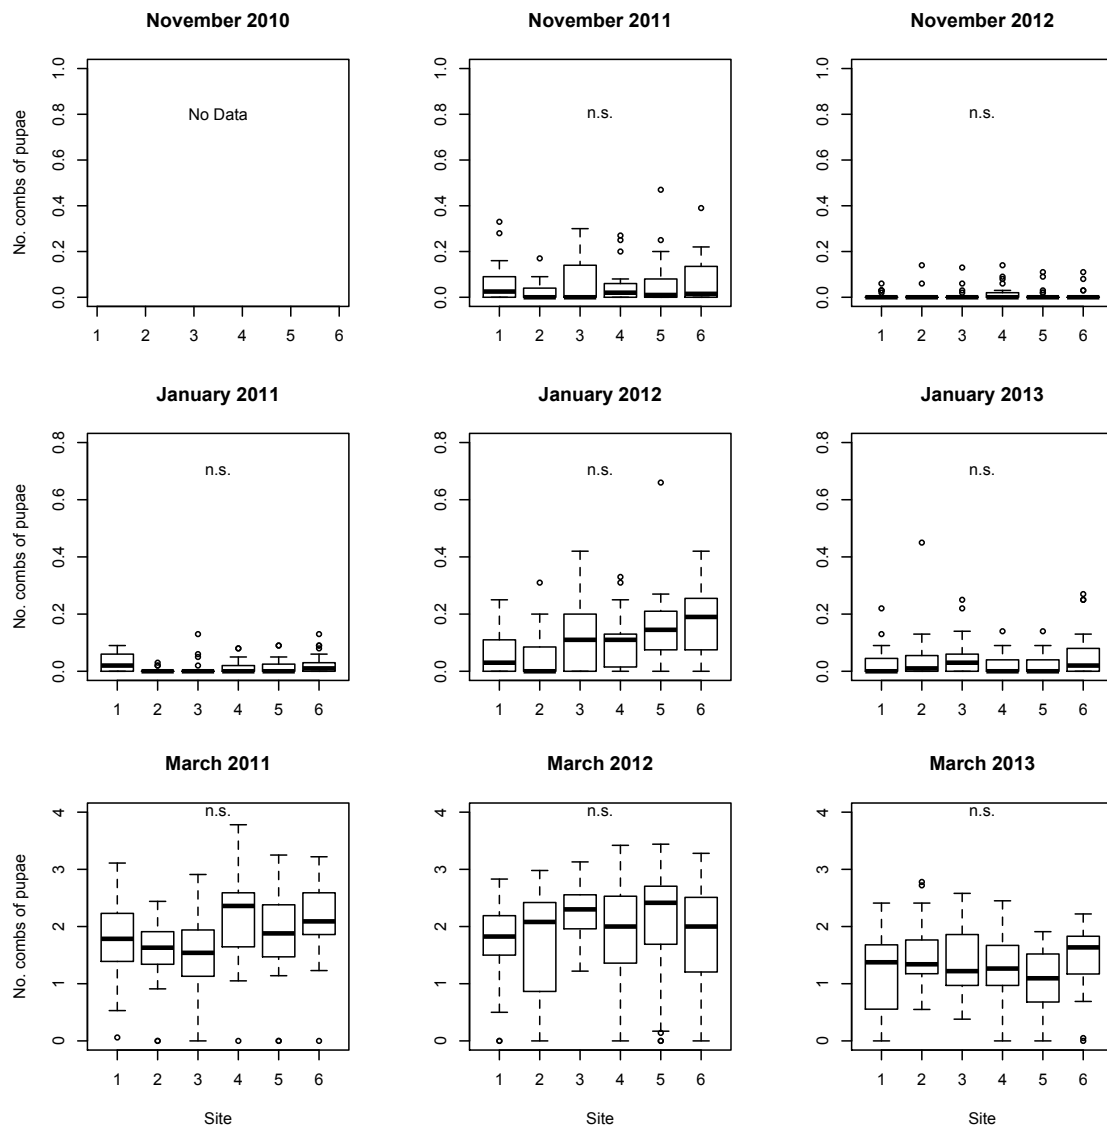 November 2010
November 2011
November 2012
No. combs of pupae
0.0 0.2 0.4 0.6 0.8 1.0
No Data
1 2 3 4 5 6
0.0 0.2 0.4 0.6 0.8 1.0
n.s.
1 2 3 4 5 6
0.0 0.2 0.4 0.6 0.8 1.0
n.s.
1 2 3 4 5 6
January 2011
January 2012
January 2013
No. combs of pupae
0.0 0.2 0.4 0.6 0.8
n.s.
1 2 3 4 5 6
0.0 0.2 0.4 0.6 0.8
n.s.
1 2 3 4 5 6
0.0 0.2 0.4 0.6 0.8
n.s.
1 2 3 4 5 6
March 2011
March 2012
March 2013
No. combs of pupae
0 1 2 3 4
n.s.
1 2 3 4 5 6
Site
0 1 2 3 4
n.s.
1 2 3 4 5 6
Site
0 1 2 3 4
n.s.
1 2 3 4 5 6
Site